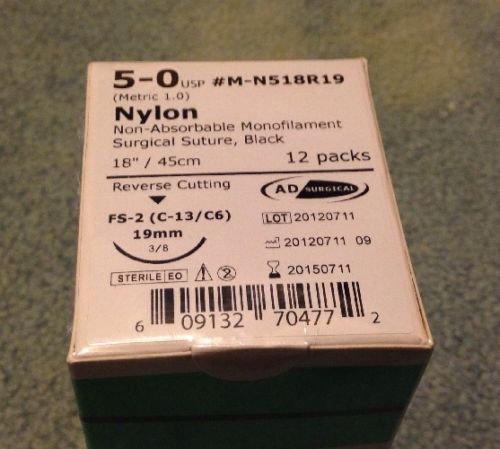 5-0 USP #M-N518R19
(Metric 1.0)
Nylon
Non-Absorbable Monofilament
Surgical Suture, Black
18" / 45cm 12 packs
Reverse Cutting
AD SURGICAL
FS-2 (C-13/C6)
19mm
3/8
LOT 20120711
20120711 09
20150711
STERILE EO 2
6 09132 70477 2